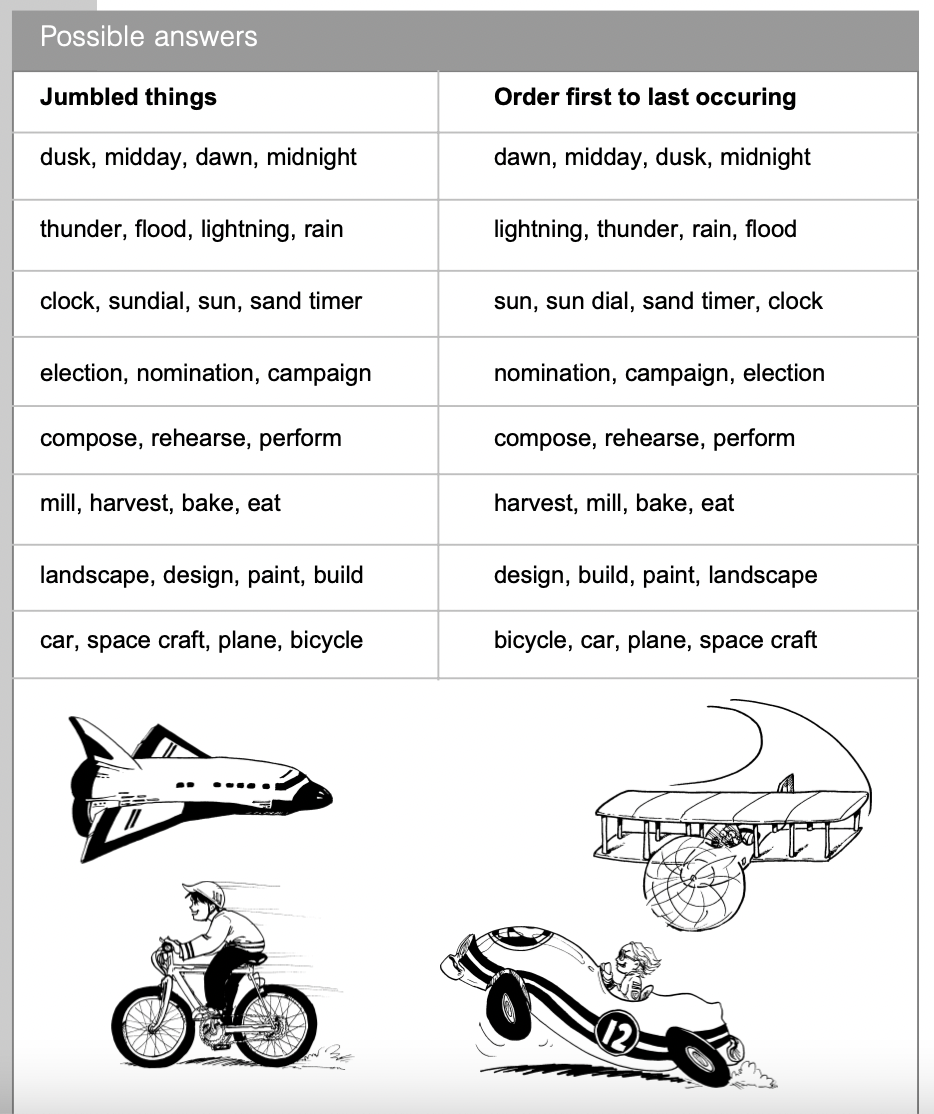 Possible answers
Jumbled things
Order first to last occuring
dusk, midday, dawn, midnight
dawn, midday, dusk, midnight
thunder, flood, lightning, rain
lightning, thunder, rain, flood
clock, sundial, sun, sand timer
sun, sun dial, sand timer, clock
election, nomination, campaign
nomination, campaign, election
compose, rehearse, perform
compose, rehearse, perform
mill, harvest, bake, eat
harvest, mill, bake, eat
landscape, design, paint, build
design, build, paint, landscape
car, space craft, plane, bicycle
bicycle, car, plane, space craft
12